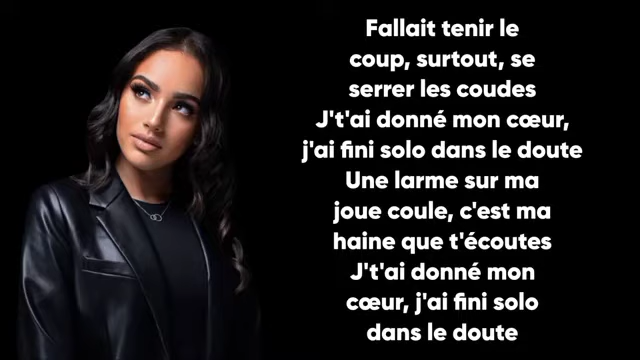 Fallait tenir le
coup, surtout, se
serrer les coudes
J't'ai donné mon cœur,
j'ai fini solo dans le doute
Une larme sur ma
joue coule, c'est ma
haine que t'écoutes
J't'ai donné mon
cœur, j'ai fini solo
dans le doute